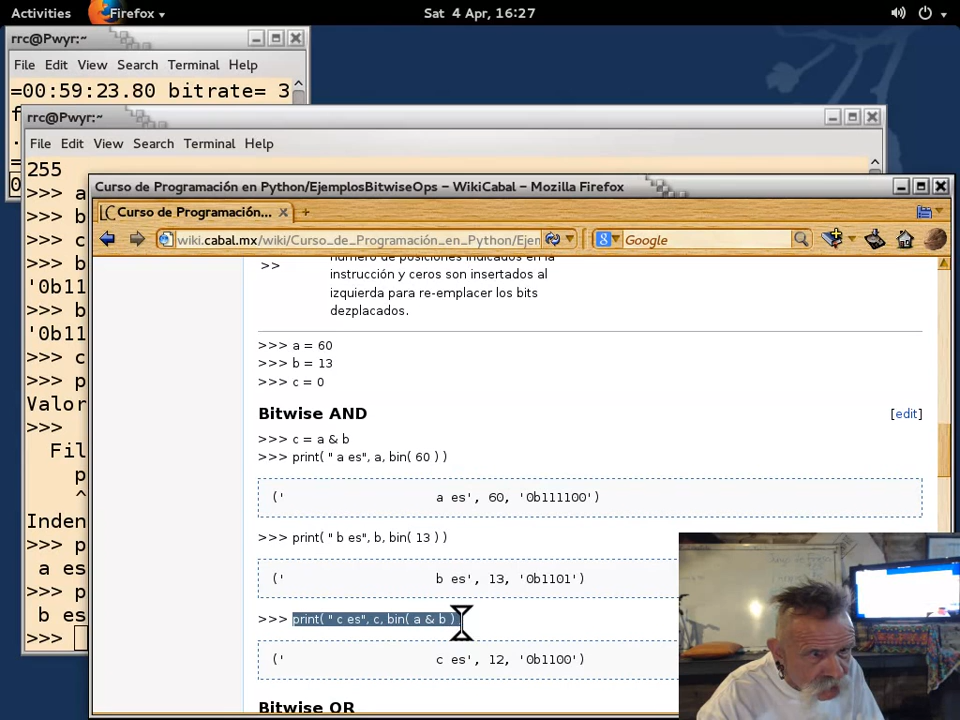 Activities Firefox Sat 4 Apr, 16:27
rrc@Pwyr:~
File Edit View Search Terminal Help
=00:59:23.80 bitrate= 3
f
.
=
0
rrc@Pwyr:~
File Edit View Search Terminal Help
255
>>> a
>>> b
>>> c
>>> b
'0b11
>>> b
'0b11
>>> c
>>> p
Valor
>>>
Fil
p
^
Inden
>>> p
a es
>>> p
b es
>>>
Curso de Programación en Python/EjemplosBitwiseOps - WikiCabal - Mozilla Firefox
Curso de Programación...
wiki.cabal.mx/wiki/Curso_de_Programación_en_Python/Ejer
Google
número de posiciones indicados en la
>> instrucción y ceros son insertados al
izquierda para re-emplacer los bits
dezplacados.
>>> a = 60
>>> b = 13
>>> c = 0
Bitwise AND [edit]
>>> c = a & b
>>> print( " a es", a, bin( 60 ) )
(' a es', 60, '0b111100')
>>> print( " b es", b, bin( 13 ) )
(' b es', 13, '0b1101')
>>> print( " c es", c, bin( a & b )
(' c es', 12, '0b1100')
Bitwise OR